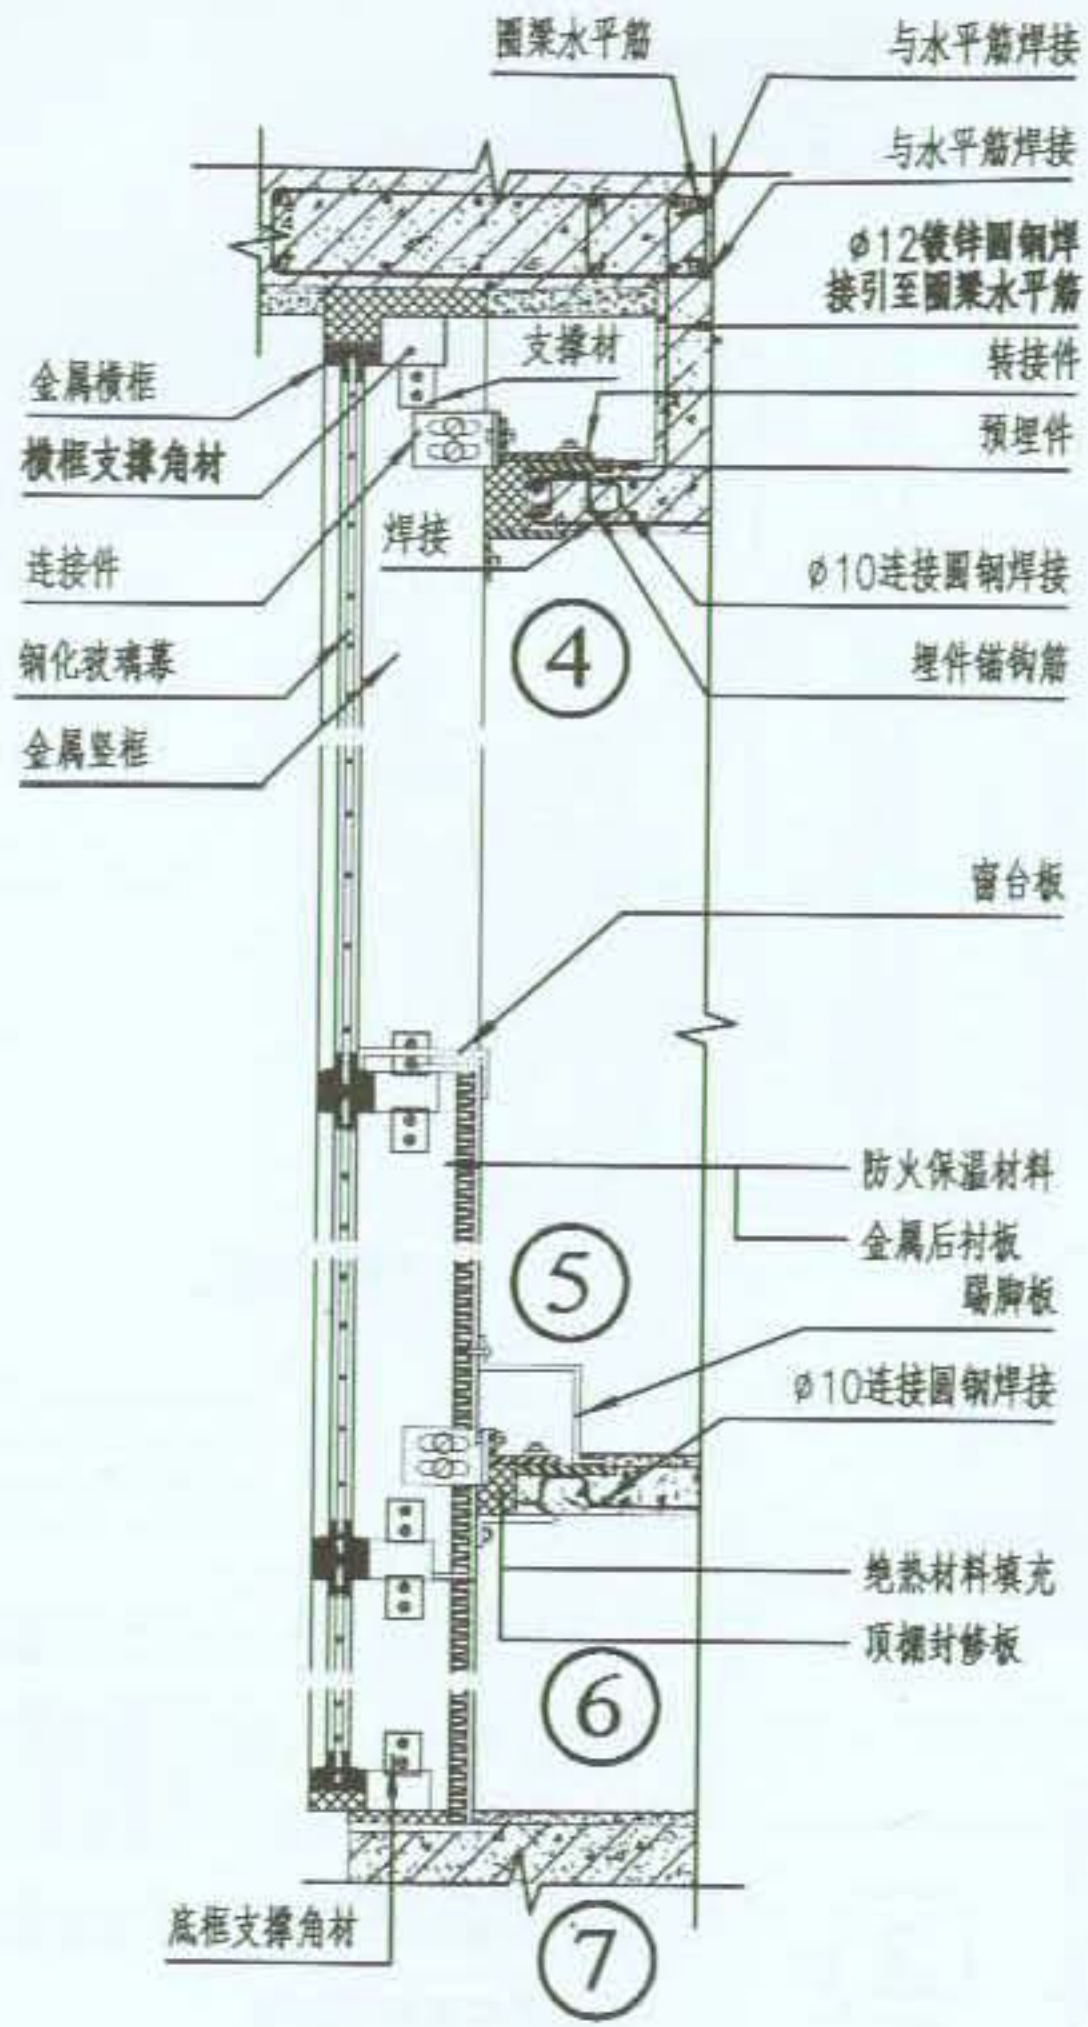 圈梁水平筋
与水平筋焊接
与水平筋焊接
ø12镀锌圆钢焊
接引至圈梁水平筋
支撑材
转接件
金属横框
预埋件
横框支撑角材
焊接
连接件
ø10连接圆钢焊接
④
钢化玻璃幕
埋件锚钩筋
金属竖框
窗台板
防火保温材料
金属后衬板
⑤
踢脚板
ø10连接圆钢焊接
绝热材料填充
顶棚封修板
⑥
底框支撑角材
⑦